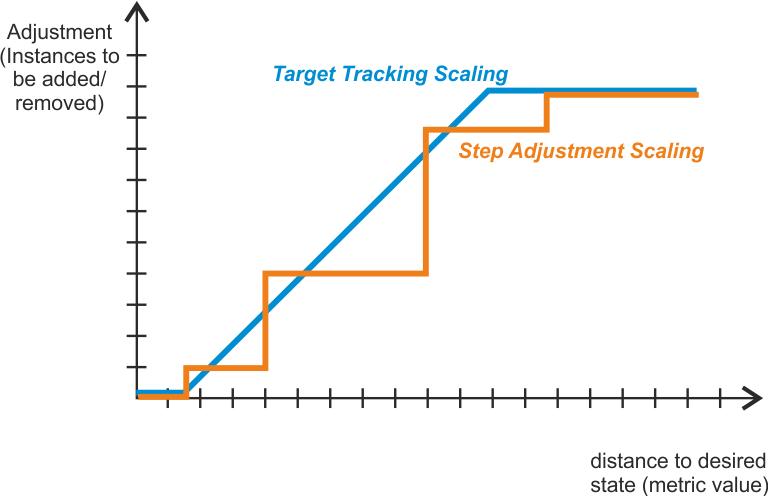 Adjustment
(Instances to
be added/
removed)
Target Tracking Scaling
Step Adjustment Scaling
distance to desired
state (metric value)